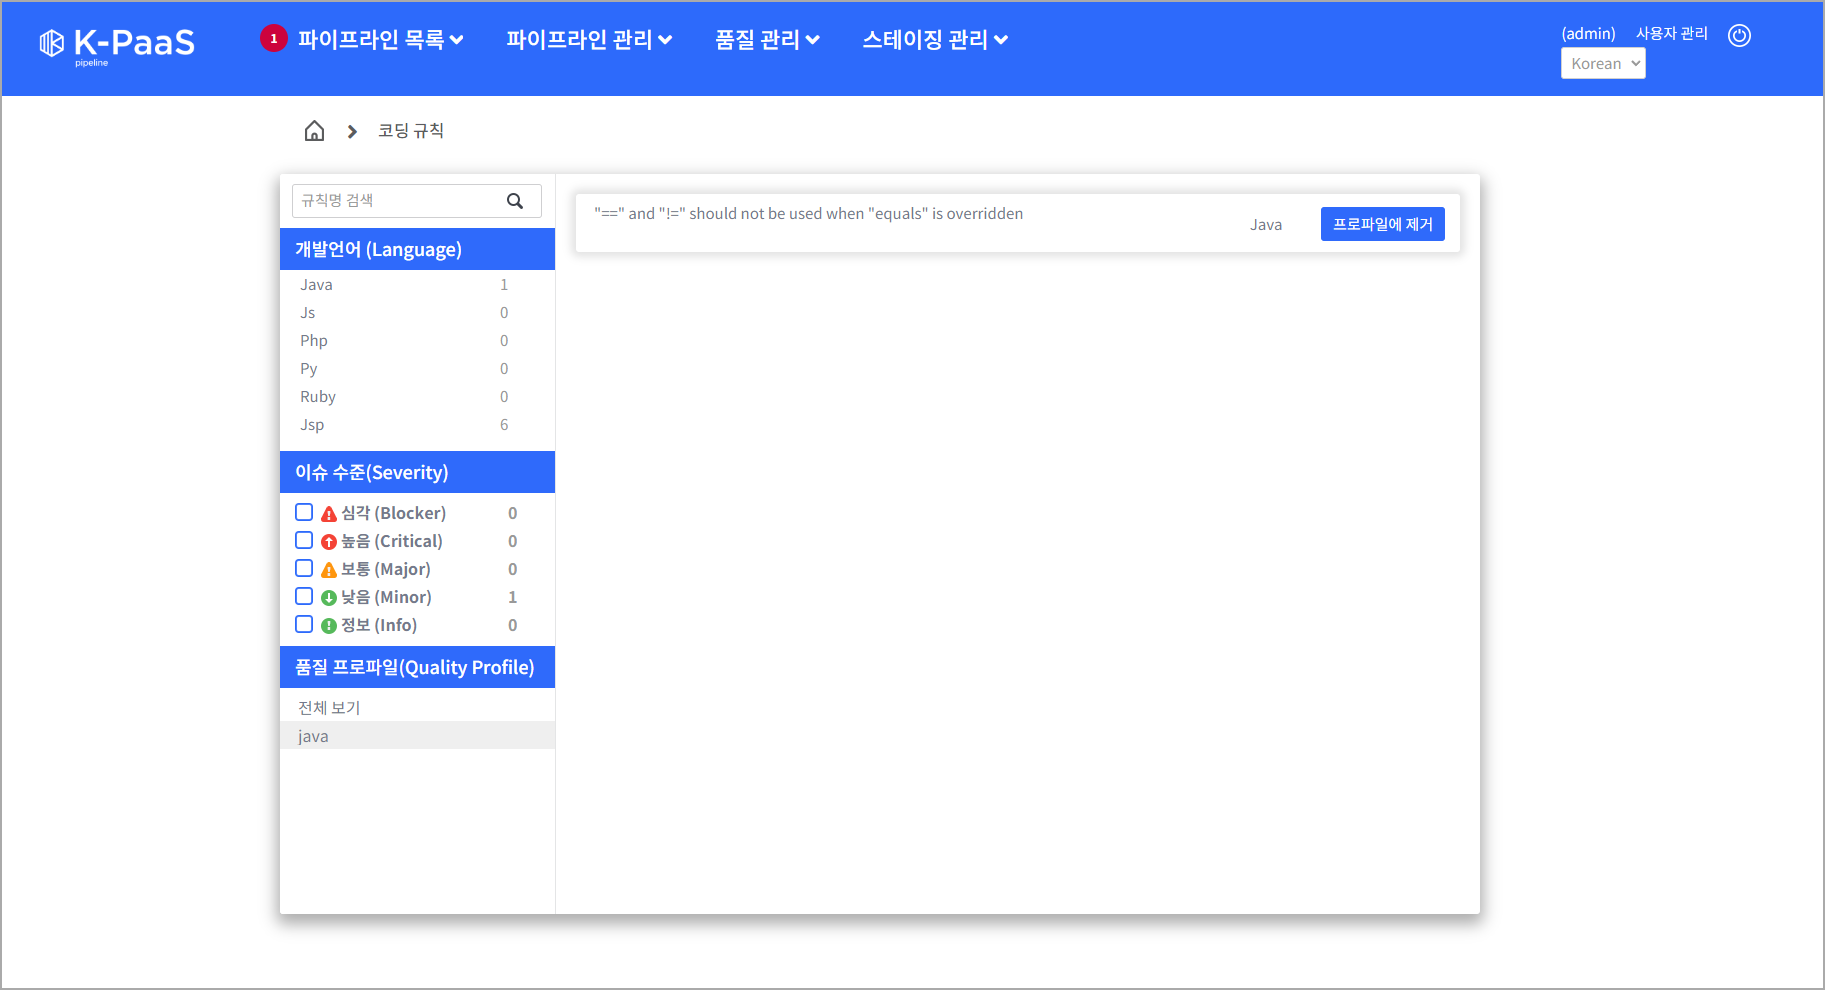 K-PaaS
pipeline
1 파이프라인 목록 파이프라인 관리 품질 관리 스테이징 관리
(admin) 사용자 관리
Korean
코딩 규칙
규칙명 검색
개발언어 (Language)
Java 1
Js 0
Php 0
Py 0
Ruby 0
Jsp 6
이슈 수준(Severity)
심각 (Blocker) 0
높음 (Critical) 0
보통 (Major) 0
낮음 (Minor) 1
정보 (Info) 0
품질 프로파일(Quality Profile)
전체 보기
java
"==" and "!=" should not be used when "equals" is overridden
Java 프로파일에 제거